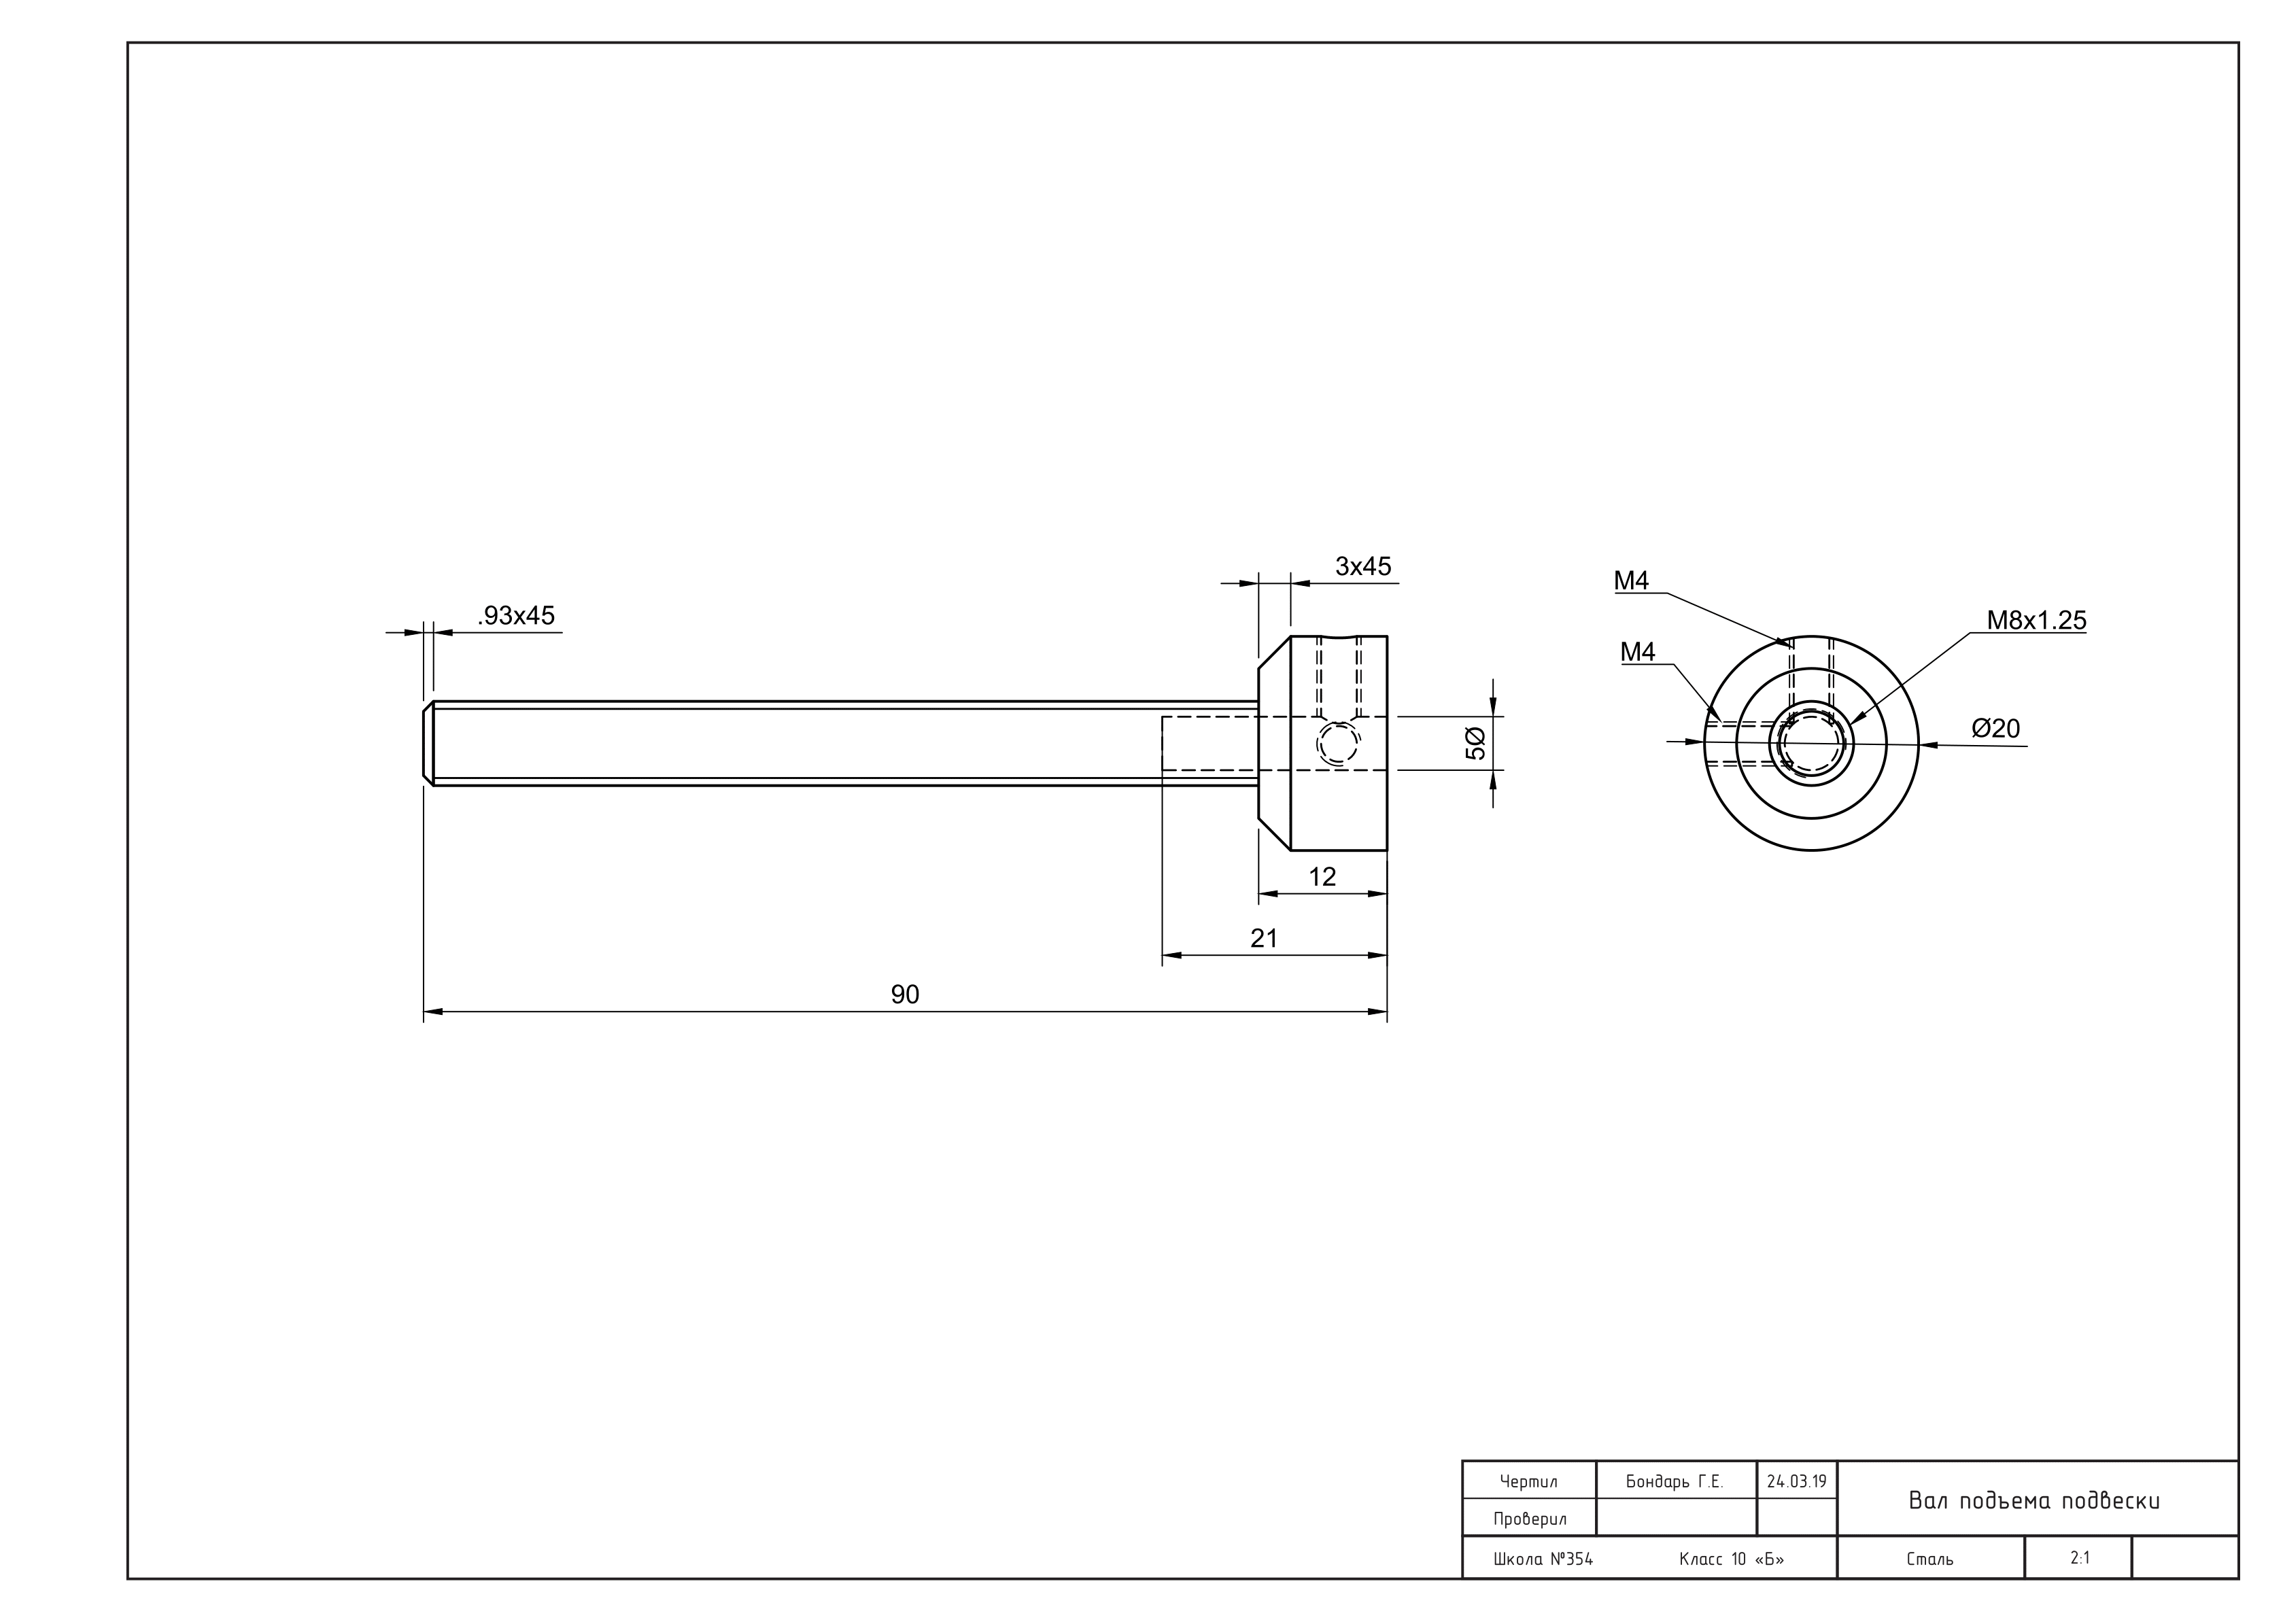 3x45
.93x45
5Ø
12
21
90
M4
M4
M8x1.25
Ø20
Чертил Бондарь Г.Е. 24.03.19
Вал подъема подвески
Проверил
Школа №354 Класс 10 «Б» Сталь 2:1